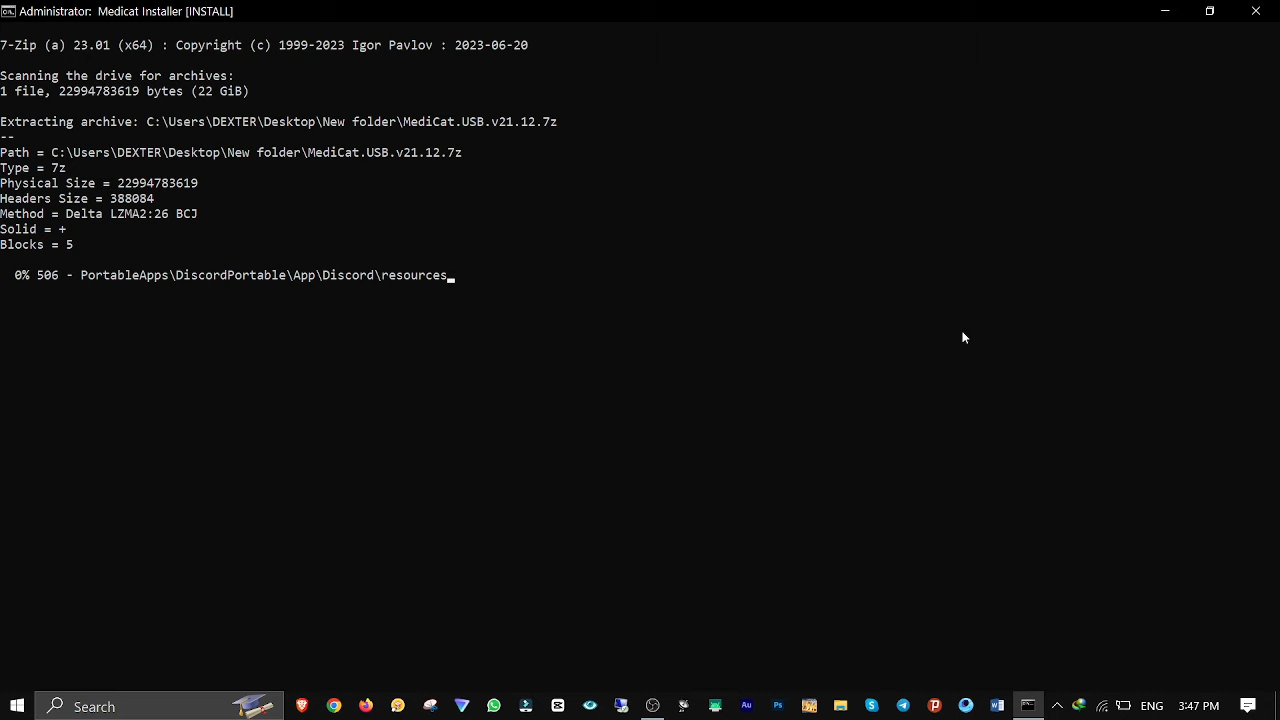 Administrator:  Medicat Installer [INSTALL]
7-Zip (a) 23.01 (x64) : Copyright (c) 1999-2023 Igor Pavlov : 2023-06-20
Scanning the drive for archives:
1 file, 22994783619 bytes (22 GiB)
Extracting archive: C:\Users\DEXTER\Desktop\New folder\MediCat.USB.v21.12.7z
--
Path = C:\Users\DEXTER\Desktop\New folder\MediCat.USB.v21.12.7z
Type = 7z
Physical Size = 22994783619
Headers Size = 388084
Method = Delta LZMA2:26 BCJ
Solid = +
Blocks = 5
0% 506 - PortableApps\DiscordPortable\App\Discord\resources
Search
Au
Ps
ENG
3:47 PM